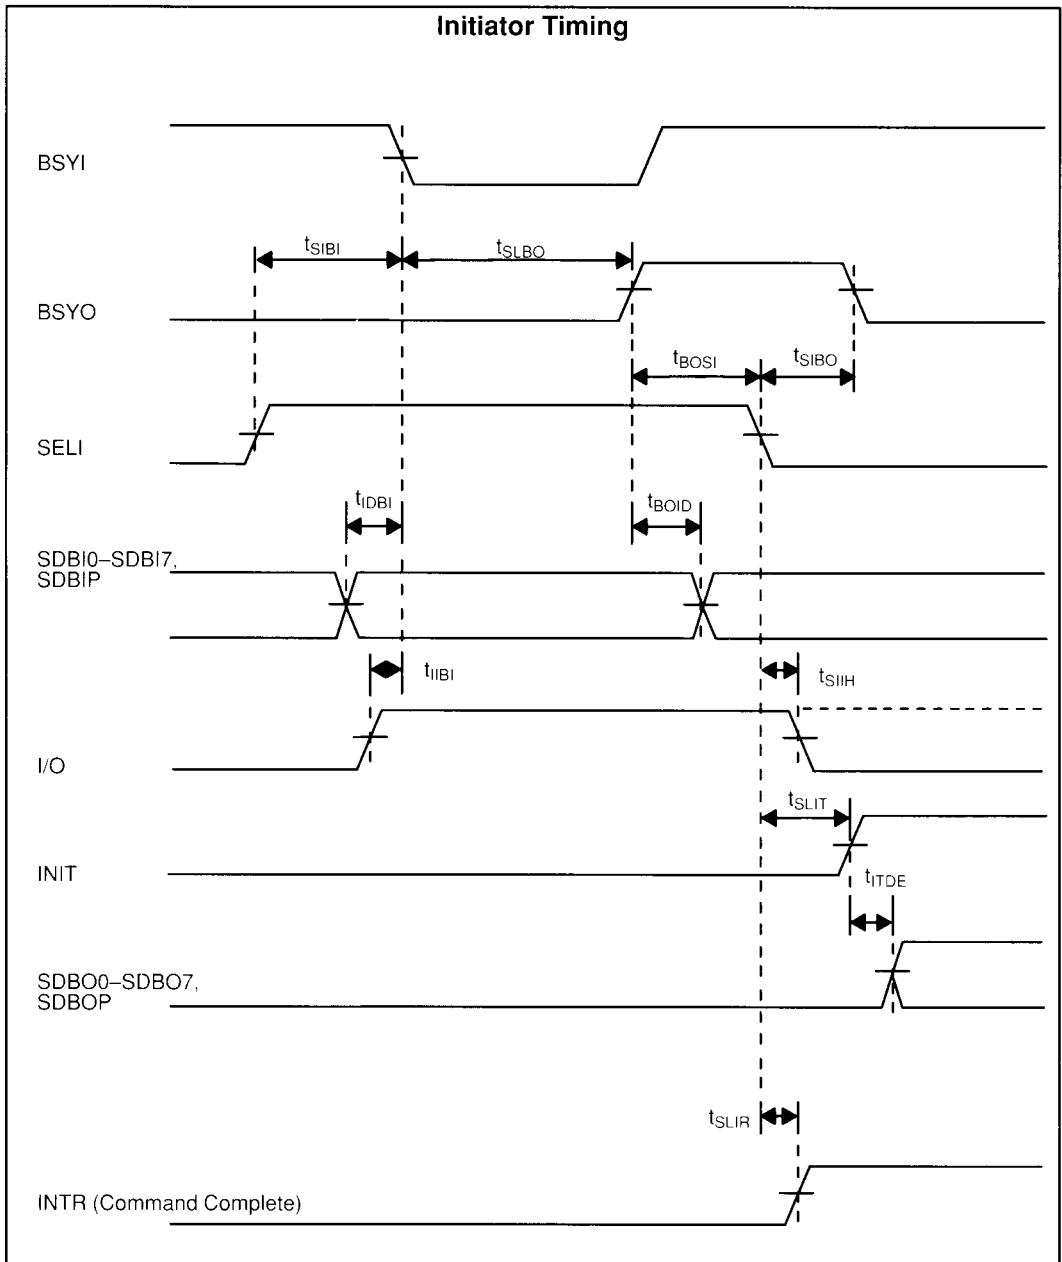 Initiator Timing
BSYI
tSIBI
tSLBO
BSYO
tBOSI
tSIBO
SELI
tIDBI
tBOID
SDBI0–SDBI7,
SDBIP
tIIBI
tSIIH
I/O
tSLIT
INIT
tITDE
SDBO0–SDBO7,
SDBOP
tSLIR
INTR (Command Complete)